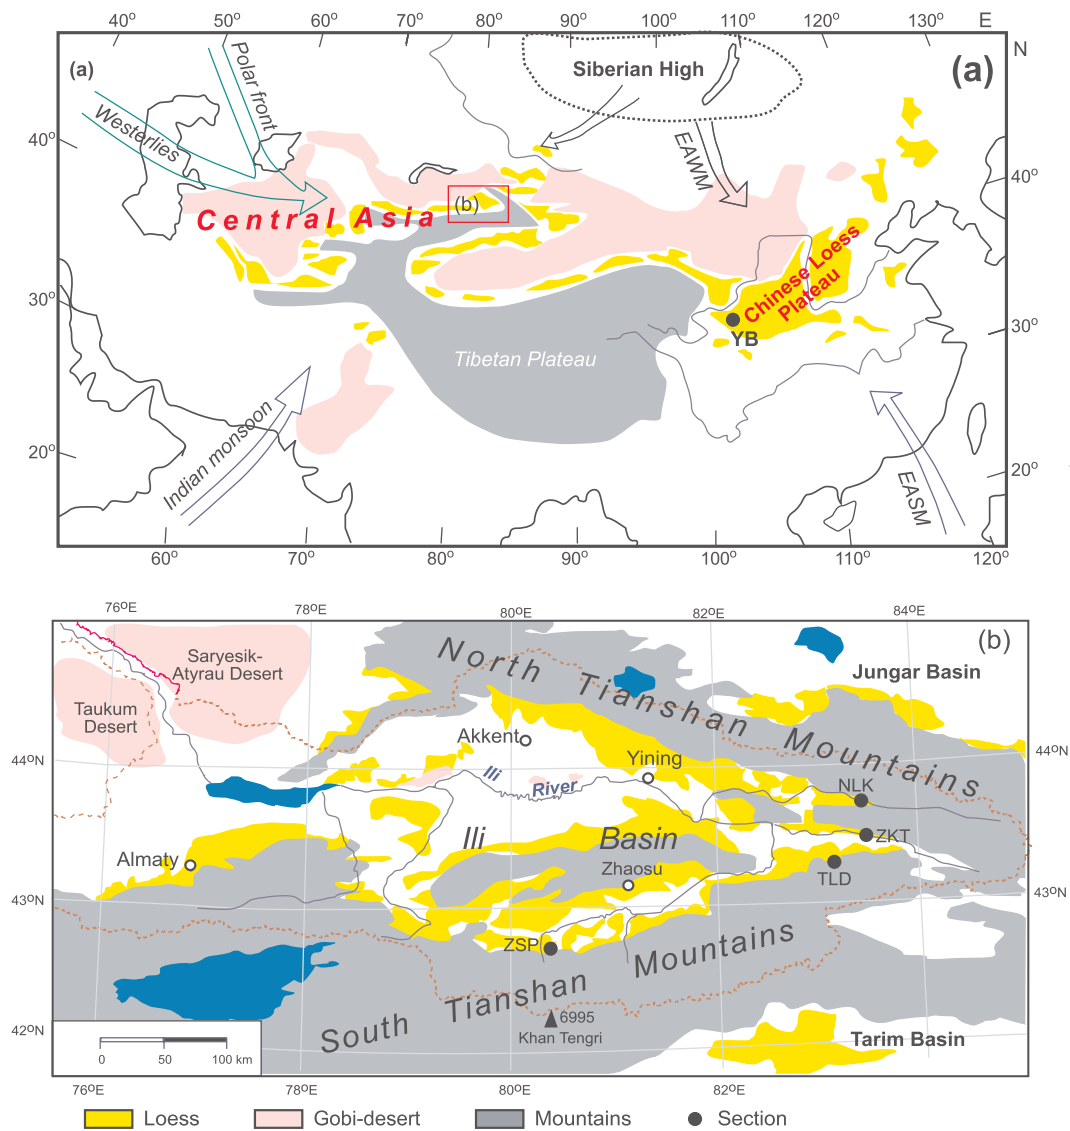 40° 50° 60° 70° 80° 90° 100° 110° 120° 130° E
N
(a)
(a)
Polar front
Westerlies
Siberian High
EAWM
40°
40°
Central Asia
(b)
Chinese Loess
Plateau
30°
30°
YB
Tibetan Plateau
Indian monsoon
EASM
20°
20°
60° 70° 80° 90° 100° 110° 120°
76°E 78°E 80°E 82°E 84°E
(b)
Saryesik-
Atyrau Desert
Taukum
Desert
North Tianshan Mountains
Jungar Basin
Akkent
Yining
44°N
44°N
Ili
River
NLK
ZKT
TLD
Ili Basin
Almaty
Zhaosu
43°N
43°N
ZSP
South Tianshan Mountains
6995
Khan Tengri
42°N
Tarim Basin
0 50 100 km
76°E 78°E 80°E 82°E
Loess Gobi-desert Mountains Section